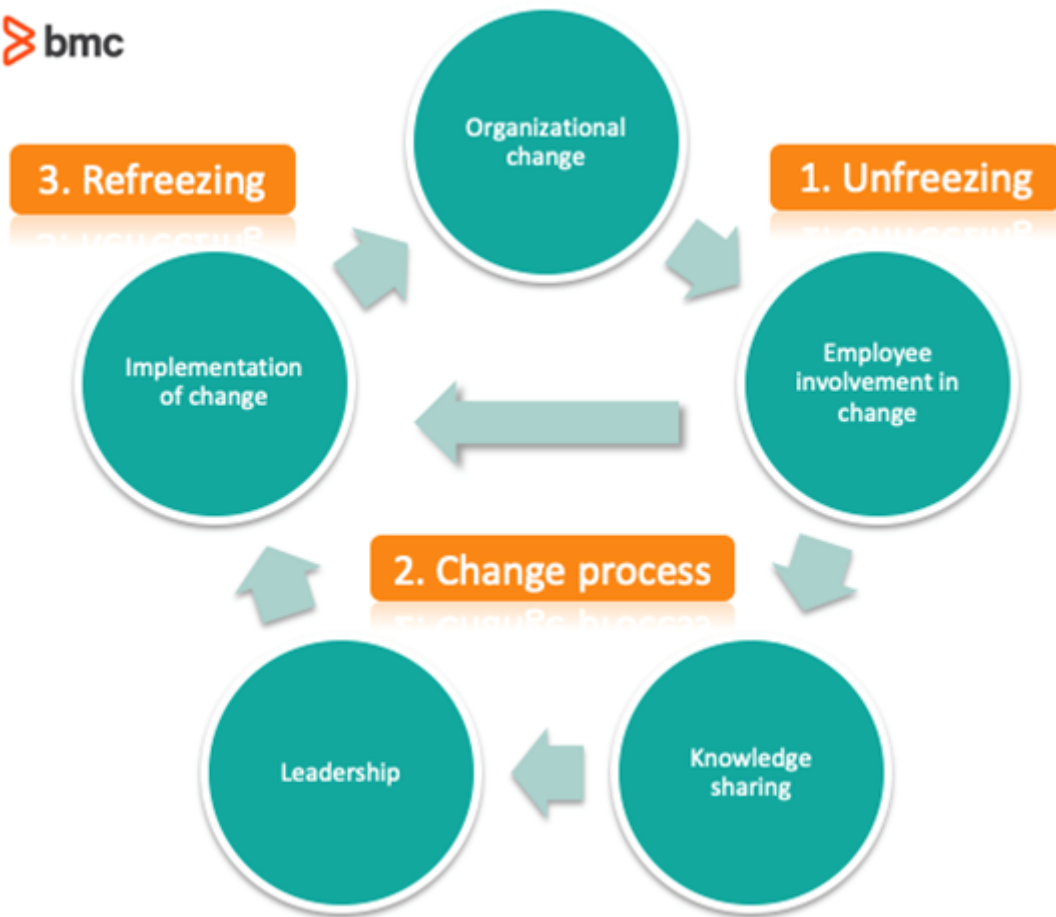 bmc
Organizational
change
3. Refreezing
1. Unfreezing
Implementation
of change
Employee
involvement in
change
2. Change process
Leadership
Knowledge
sharing